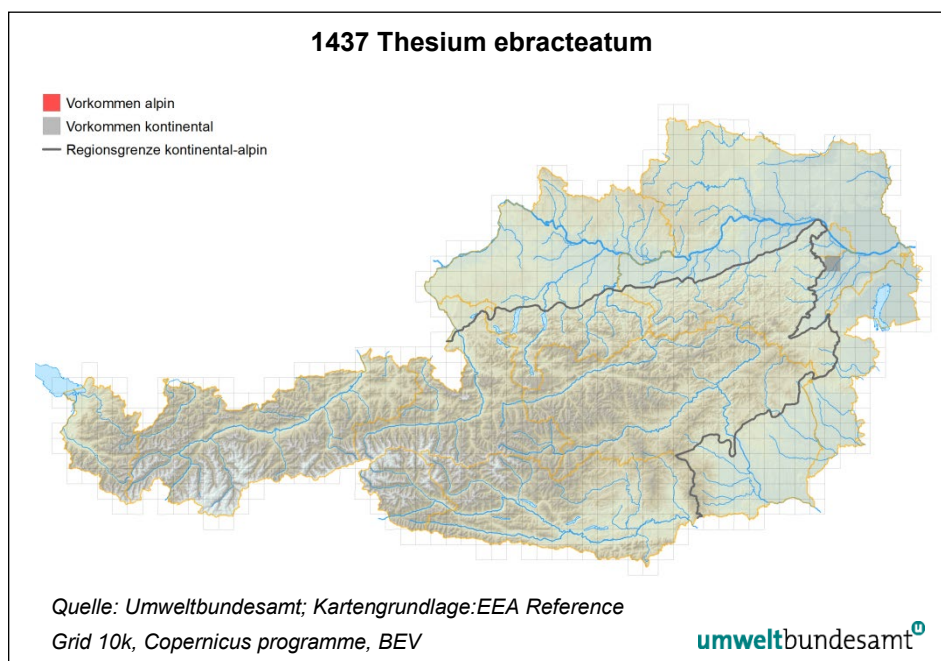 1437 Thesium ebracteatum
Vorkommen alpin
Vorkommen kontinental
Regionsgrenze kontinental-alpin
Quelle: Umweltbundesamt; Kartengrundlage:EEA Reference
Grid 10k, Copernicus programme, BEV
umweltbundesamt u